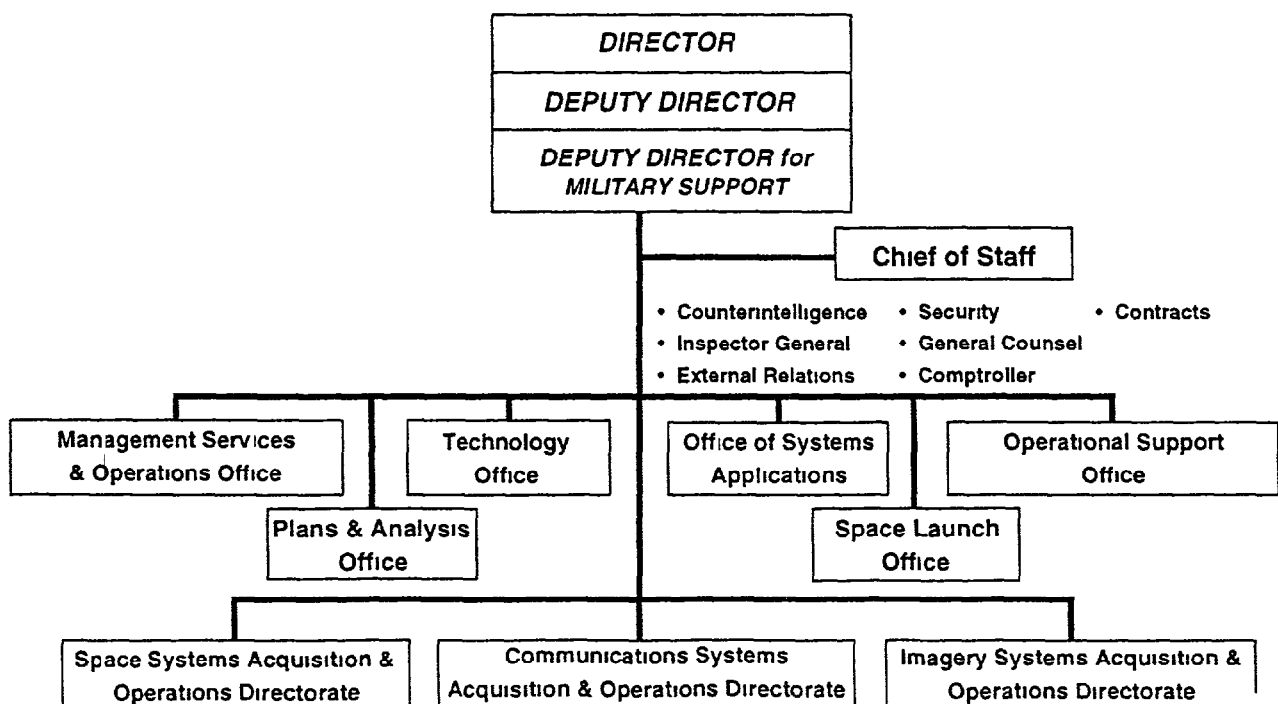 DIRECTOR
DEPUTY DIRECTOR
DEPUTY DIRECTOR for
MILITARY SUPPORT
Chief of Staff
• Counterintelligence • Security • Contracts
• Inspector General • General Counsel
• External Relations • Comptroller
Management Services
& Operations Office
Technology
Office
Office of Systems
Applications
Operational Support
Office
Plans & Analysis
Office
Space Launch
Office
Space Systems Acquisition &
Operations Directorate
Communications Systems
Acquisition & Operations Directorate
Imagery Systems Acquisition &
Operations Directorate